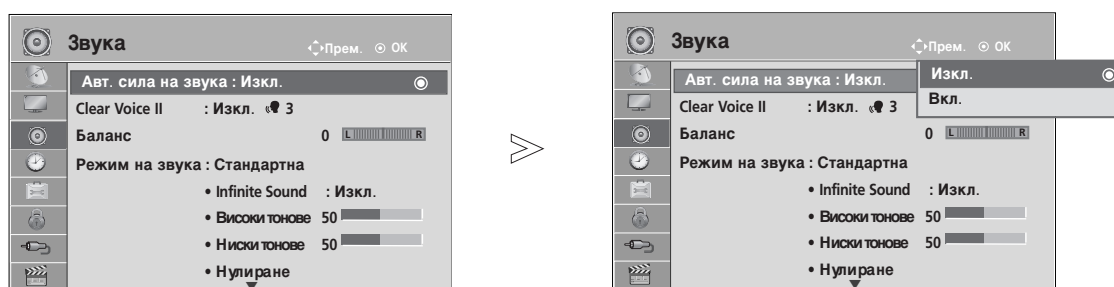 Звука Прем. ОК
Авт. сила на звука : Изкл.
Clear Voice II : Изкл. 3
Баланс 0 L R
Режим на звука : Стандартна
• Infinite Sound : Изкл.
• Високи тонове 50
• Ниски тонове 50
• Нулиране
Звука Прем. ОК
Авт. сила на звука : Изкл.
Изкл.
Вкл.
Clear Voice II : Изкл. 3
Баланс 0 L R
Режим на звука : Стандартна
• Infinite Sound : Изкл.
• Високи тонове 50
• Ниски тонове 50
• Нулиране